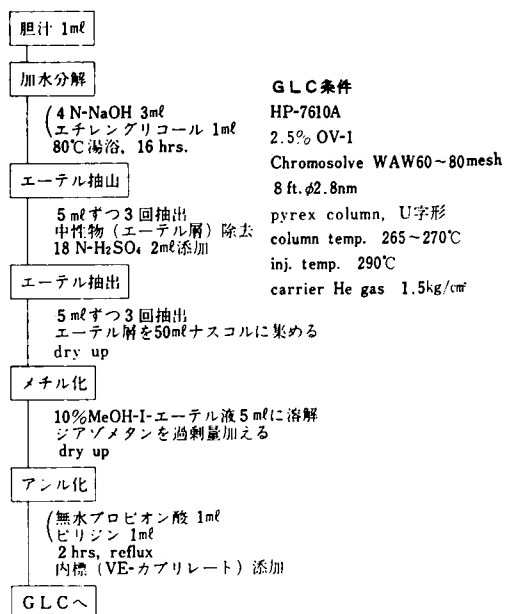 胆汁 1mℓ
加水分解
4 N-NaOH 3mℓ
エチレングリコール 1mℓ
80℃湯浴, 16 hrs.
エーテル抽出
5 mℓずつ3回抽出
中性物 (エーテル層) 除去
18 N-H₂SO₄ 2mℓ添加
エーテル抽出
5 mℓずつ3回抽出
エーテル層を50mℓナスコルに集める
dry up
メチル化
10%MeOH-I-エーテル液5mℓに溶解
ジアゾメタンを過剰量加える
dry up
アシル化
無水プロピオン酸 1mℓ
ピリジン 1mℓ
2 hrs, reflux
内標 (VE-カプリレート) 添加
GLCへ
GLC条件
HP-7610A
2.5% OV-1
Chromosolve WAW60~80mesh
8 ft.φ2.8nm
pyrex column, U字形
column temp. 265~270℃
inj. temp. 290℃
carrier He gas 1.5kg/cm²